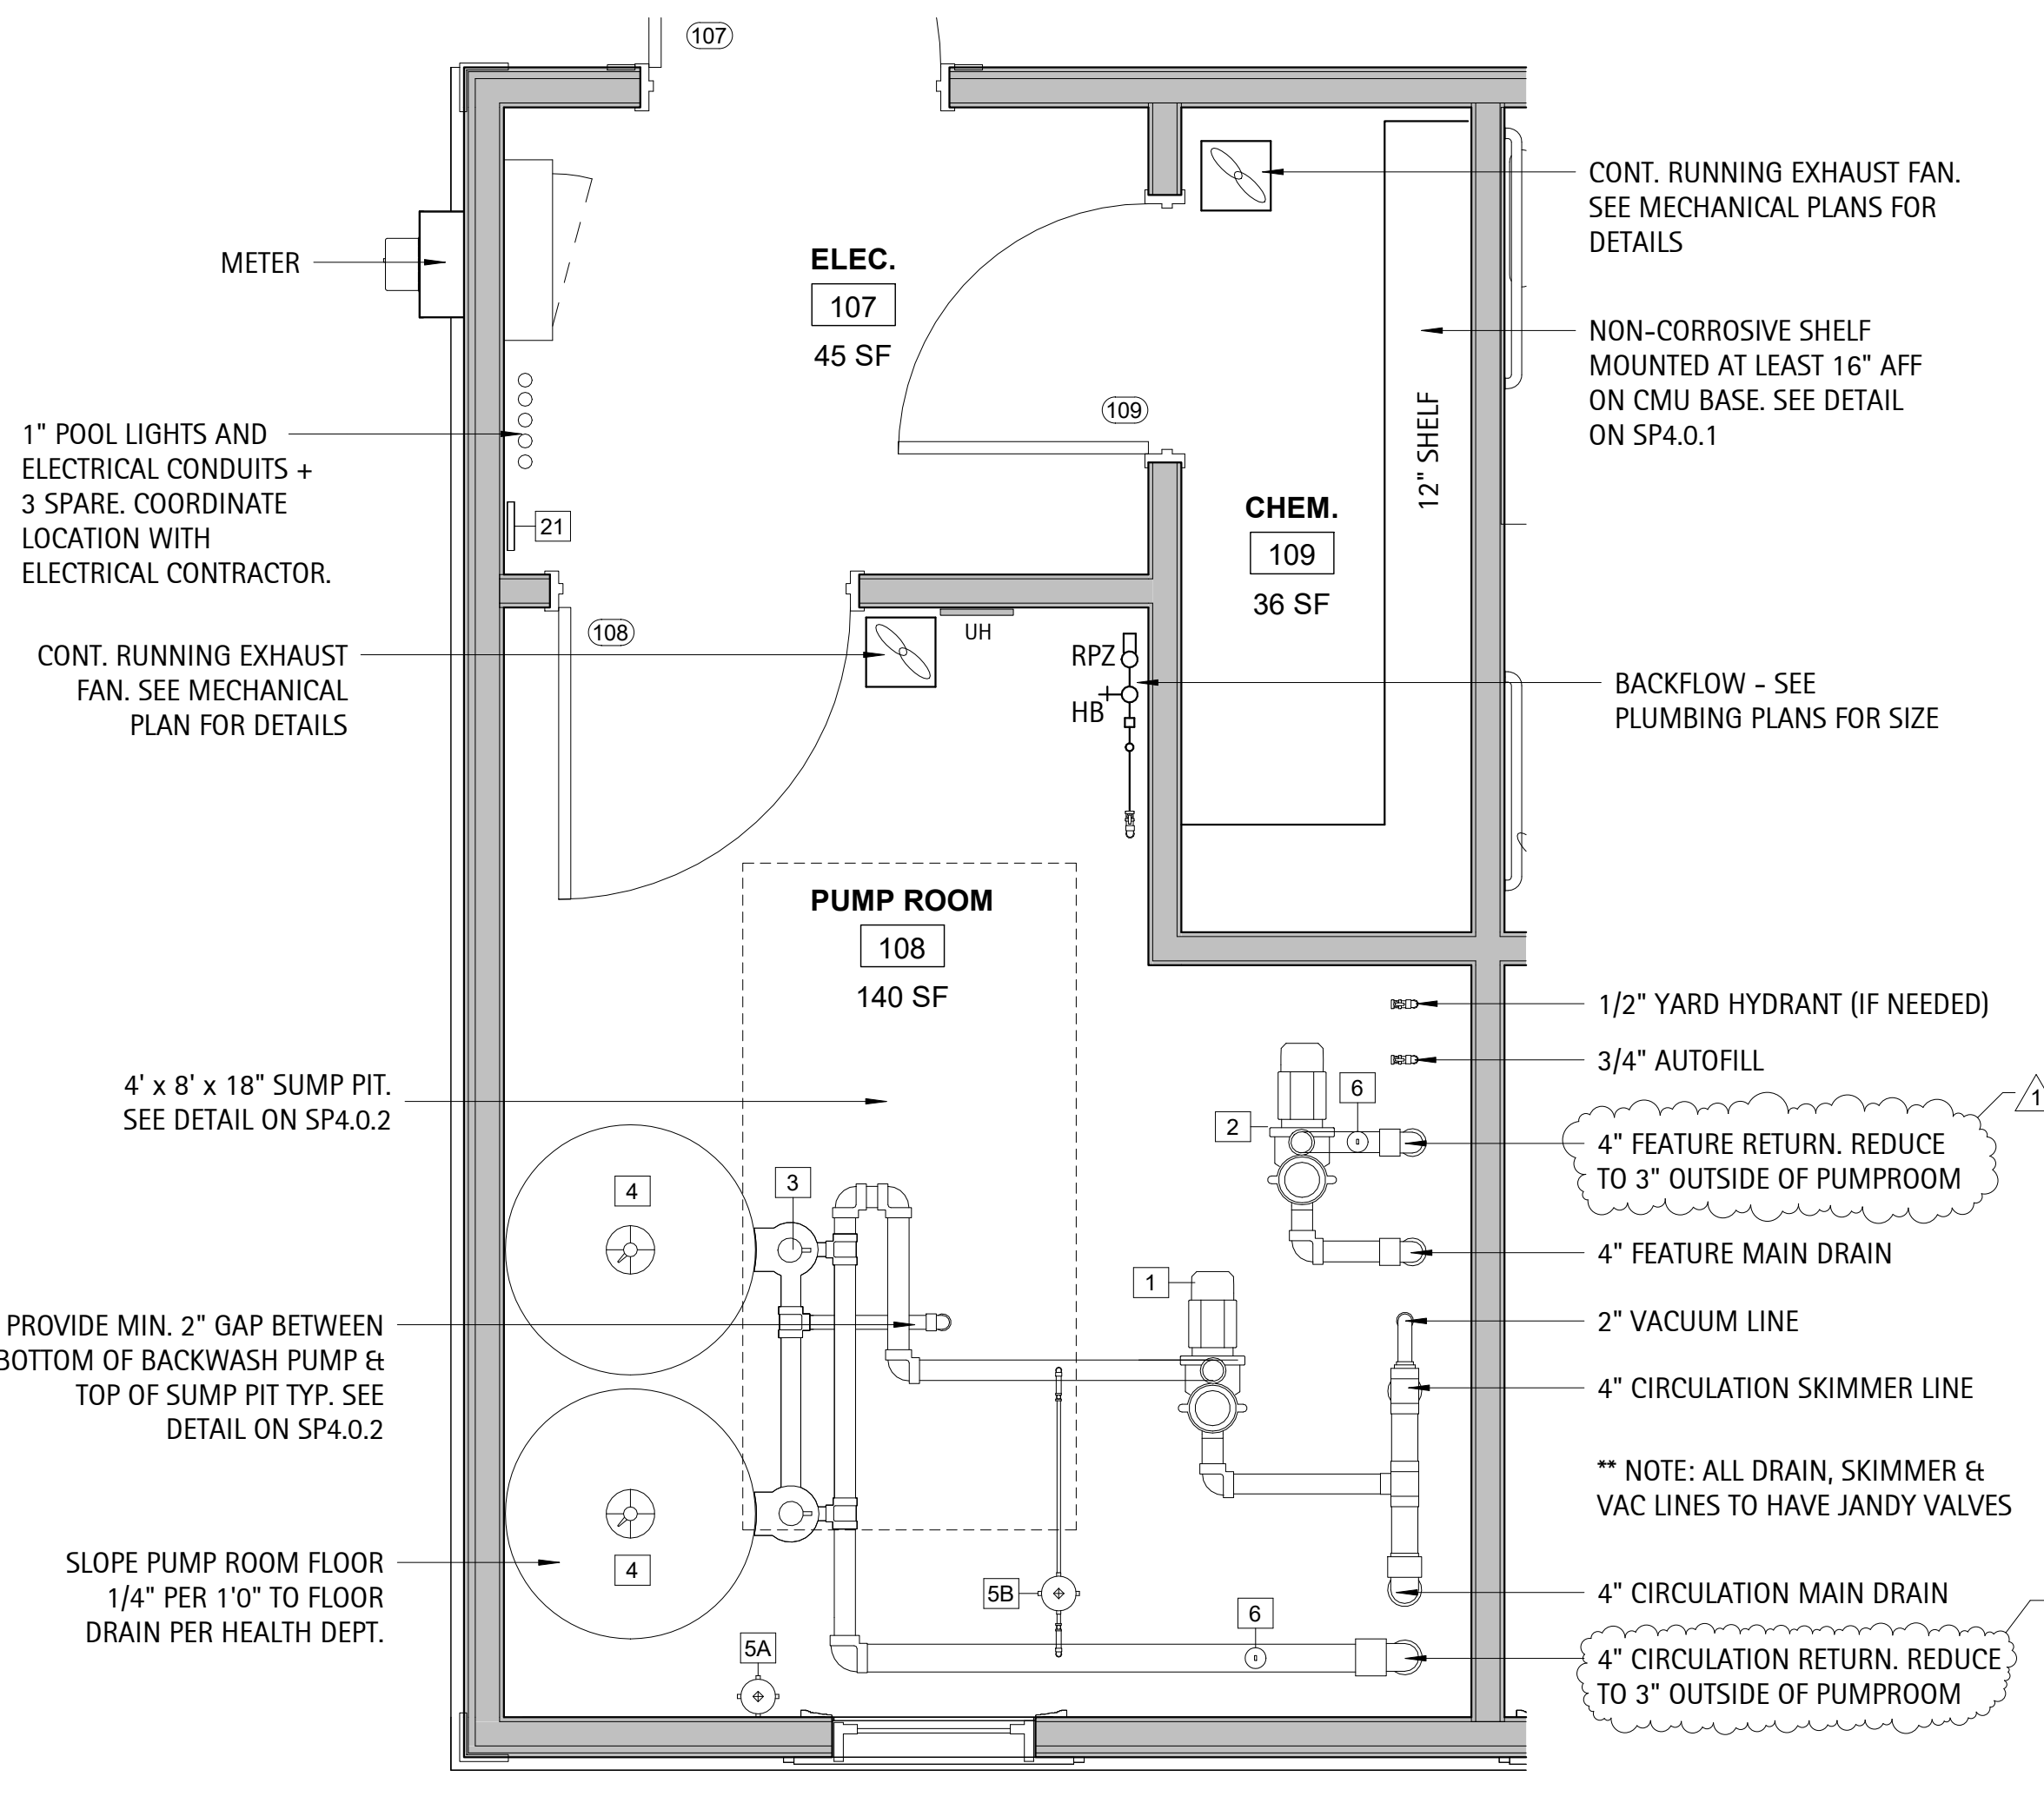 107
METER
ELEC.
107
45 SF
CONT. RUNNING EXHAUST FAN.
SEE MECHANICAL PLANS FOR
DETAILS
NON-CORROSIVE SHELF
MOUNTED AT LEAST 16" AFF
ON CMU BASE. SEE DETAIL
ON SP4.0.1
12" SHELF
109
1" POOL LIGHTS AND
ELECTRICAL CONDUITS +
3 SPARE. COORDINATE
LOCATION WITH
ELECTRICAL CONTRACTOR.
21
CHEM.
109
36 SF
108
UH
CONT. RUNNING EXHAUST
FAN. SEE MECHANICAL
PLAN FOR DETAILS
RPZ
HB
BACKFLOW - SEE
PLUMBING PLANS FOR SIZE
PUMP ROOM
108
140 SF
1/2" YARD HYDRANT (IF NEEDED)
3/4" AUTOFILL
4' x 8' x 18" SUMP PIT.
SEE DETAIL ON SP4.0.2
6
2
1
4" FEATURE RETURN. REDUCE
TO 3" OUTSIDE OF PUMPROOM
4
3
4" FEATURE MAIN DRAIN
1
PROVIDE MIN. 2" GAP BETWEEN
BOTTOM OF BACKWASH PUMP &
TOP OF SUMP PIT TYP. SEE
DETAIL ON SP4.0.2
2" VACUUM LINE
4" CIRCULATION SKIMMER LINE
** NOTE: ALL DRAIN, SKIMMER &
VAC LINES TO HAVE JANDY VALVES
4
SLOPE PUMP ROOM FLOOR
1/4" PER 1'0" TO FLOOR
DRAIN PER HEALTH DEPT.
5B
4" CIRCULATION MAIN DRAIN
6
5A
4" CIRCULATION RETURN. REDUCE
TO 3" OUTSIDE OF PUMPROOM